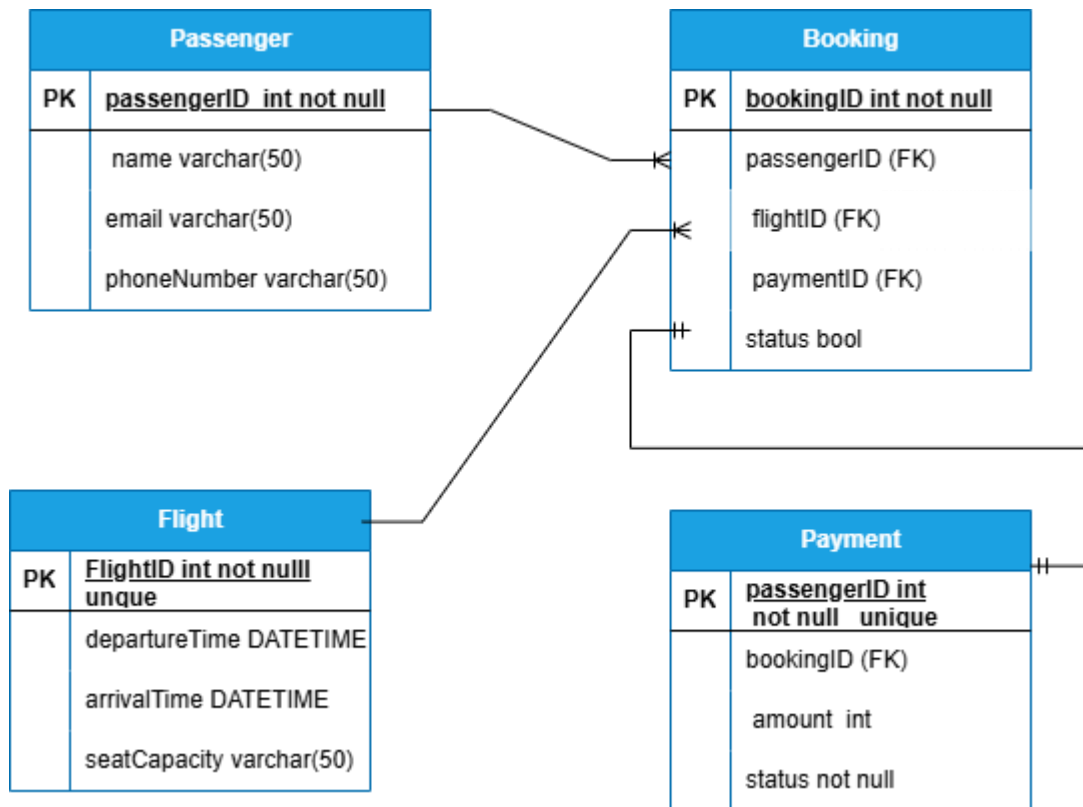 Passenger
PK passengerID int not null
name varchar(50)
email varchar(50)
phoneNumber varchar(50)
Booking
PK bookingID int not null
passengerID (FK)
flightID (FK)
paymentID (FK)
status bool
Flight
PK FlightID int not nulll
unque
departureTime DATETIME
arrivalTime DATETIME
seatCapacity varchar(50)
Payment
PK passengerID int
not null unique
bookingID (FK)
amount int
status not null